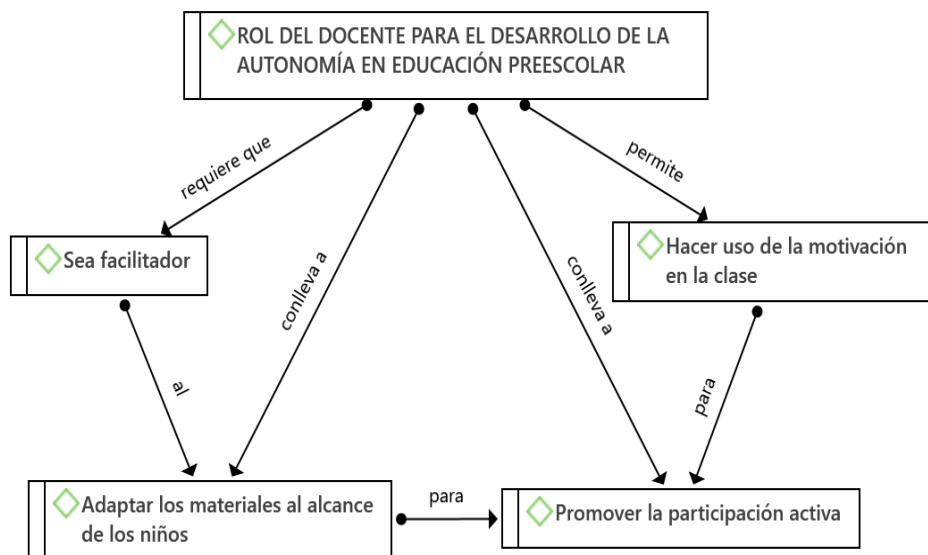 ROL DEL DOCENTE PARA EL DESARROLLO DE LA
AUTONOMÍA EN EDUCACIÓN PREESCOLAR
requiere que
permite
Sea facilitador
Hacer uso de la motivación
en la clase
conlleva a
conlleva a
al
para
Adaptar los materiales al alcance
de los niños
para
Promover la participación activa